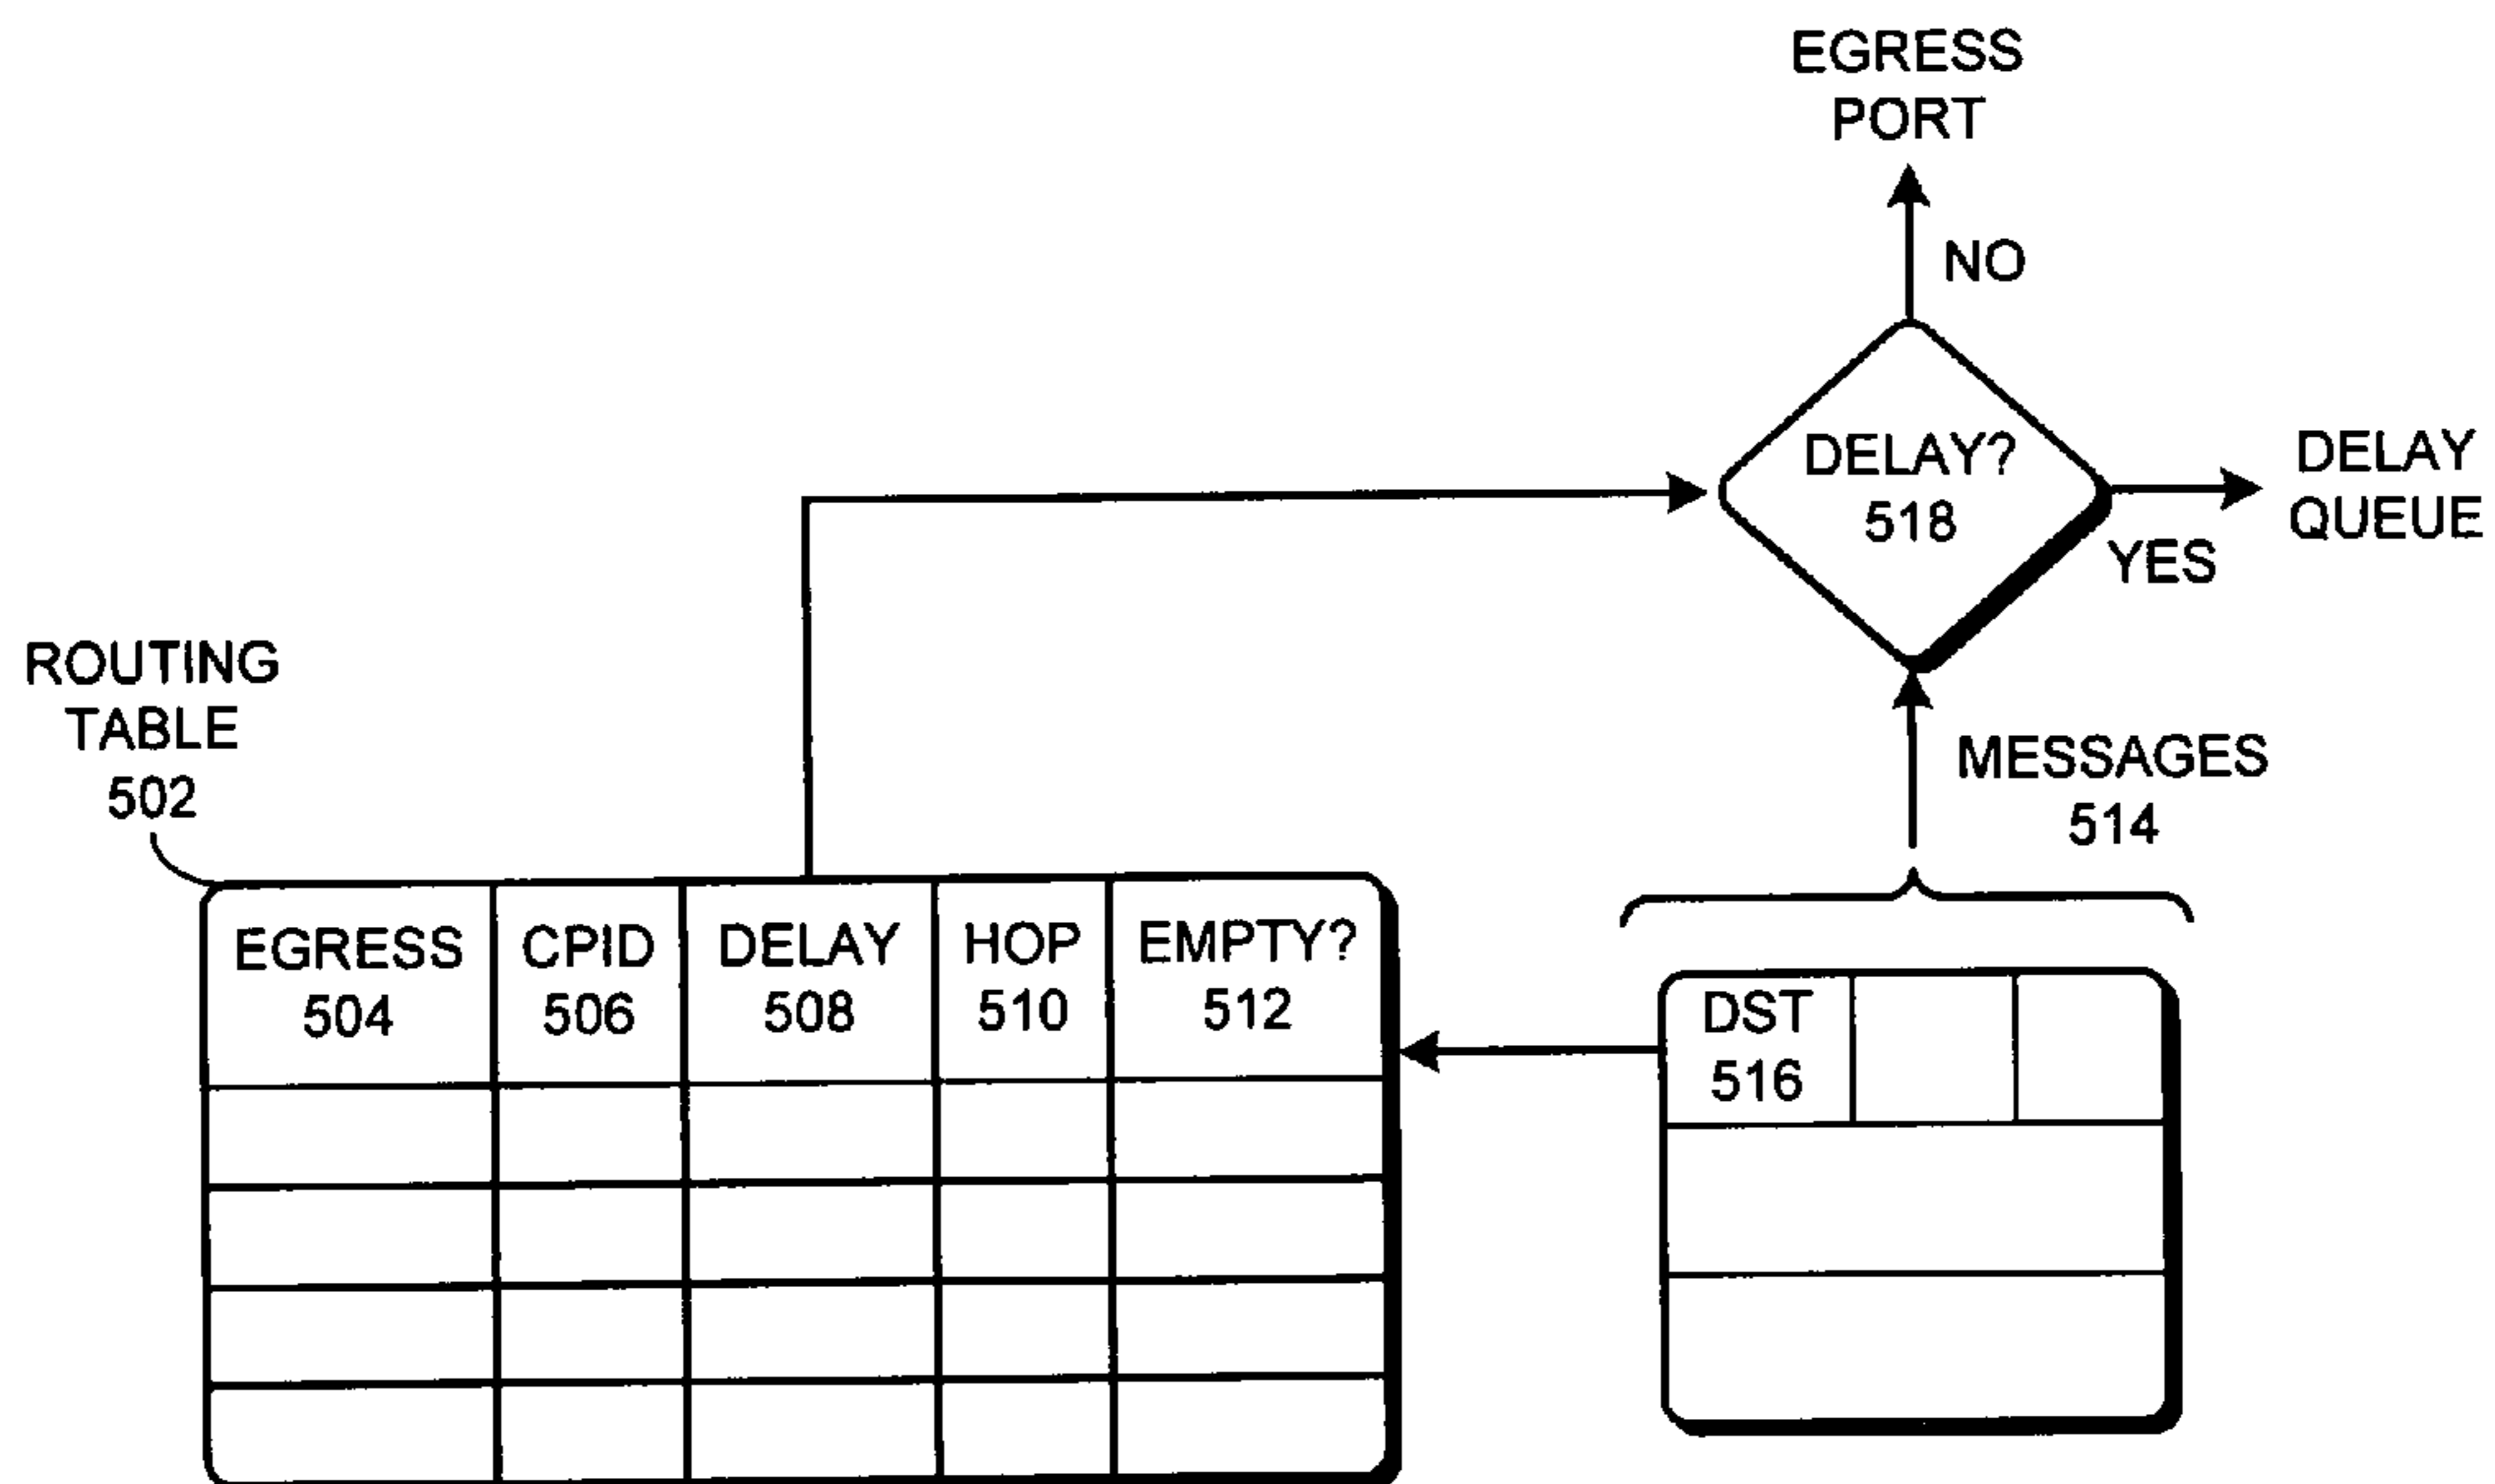 EGRESS
PORT
NO
DELAY?
518
YES
DELAY
QUEUE
ROUTING
TABLE
502
MESSAGES
514
EGRESS
504
CPID
506
DELAY
508
HOP
510
EMPTY?
512
DST
516